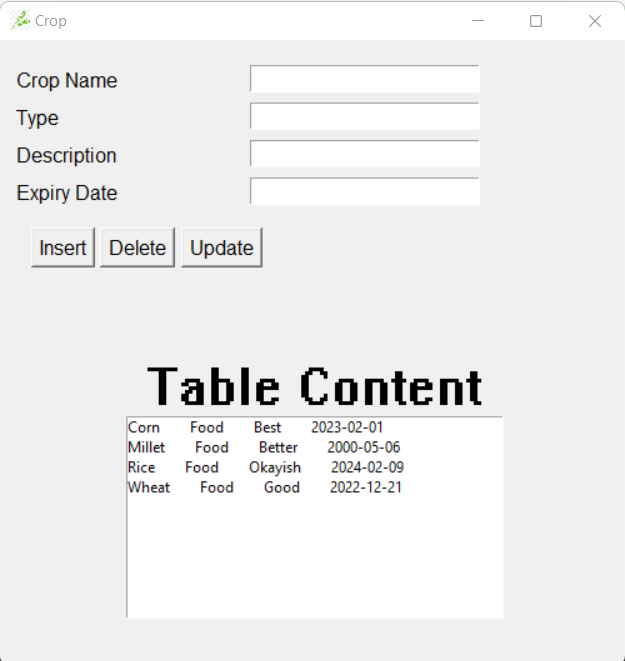 Crop
Crop Name
Type
Description
Expiry Date
Insert Delete Update
Table Content
Corn Food Best 2023-02-01
Millet Food Better 2000-05-06
Rice Food Okayish 2024-02-09
Wheat Food Good 2022-12-21